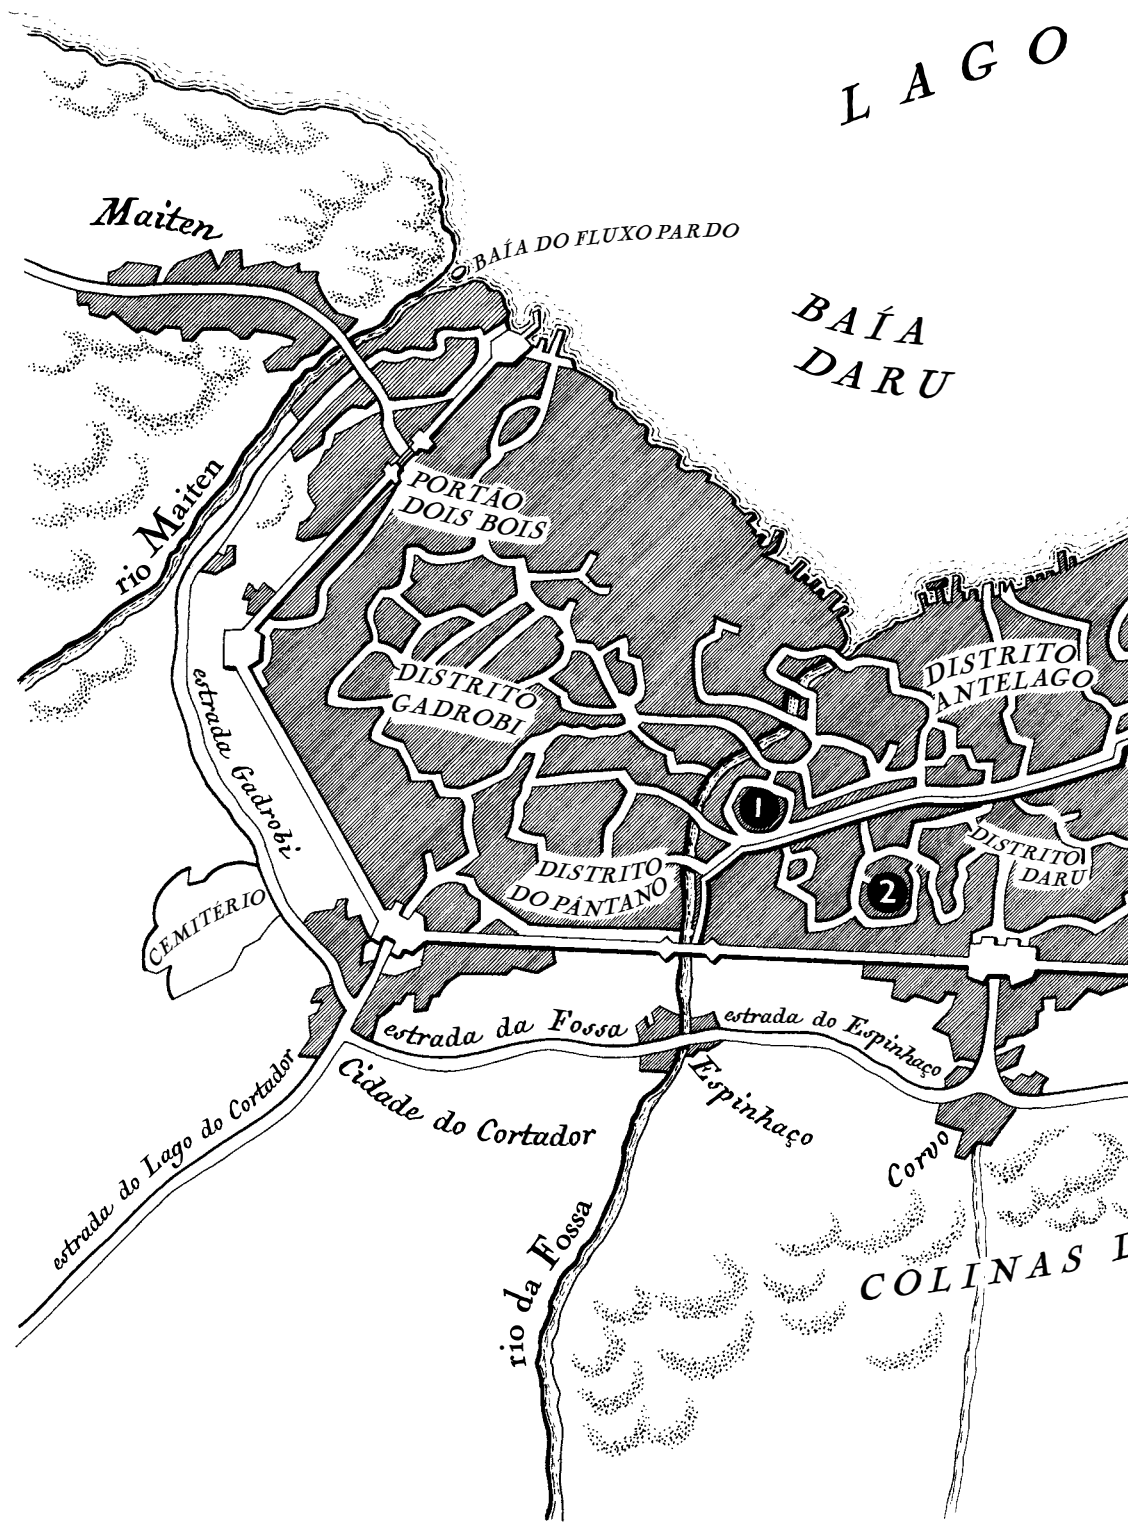 LAGO
Maiten
BAÍA DO FLUXO PARDO
BAÍA
DARU
PORTÃO
DOIS BOIS
rio Maiten
DISTRITO
GADROBI
DISTRITO
ANTELAGO
estrada Gadrobi
1
DISTRITO
DARU
DISTRITO
DO PÂNTANO
2
CEMITÉRIO
estrada da Fossa
estrada do Espinhaço
estrada do Lago do Cortador
Cidade do Cortador
Espinhaço
Corvo
rio da Fossa
COLINAS